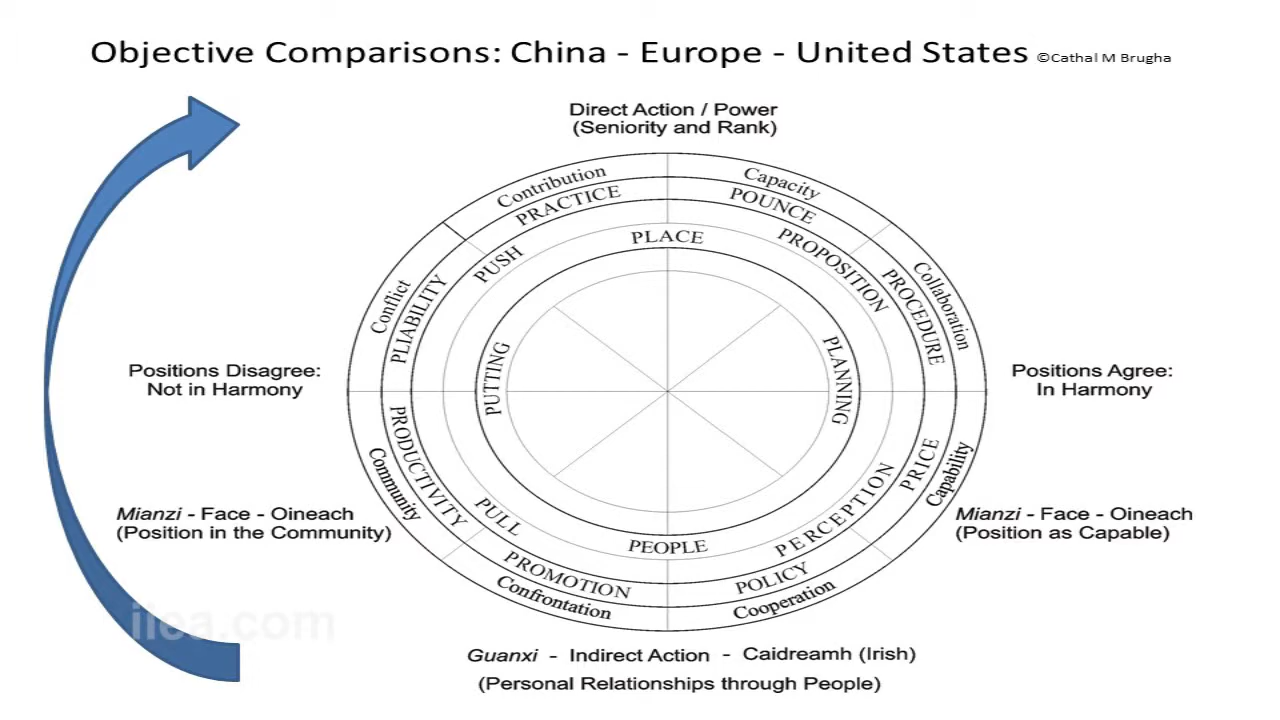 Objective Comparisons: China - Europe - United States ©Cathal M Brugha
Direct Action / Power
(Seniority and Rank)
Contribution
Capacity
PRACTICE
POUNCE
PUSH
PLACE
PROPOSITION
Conflict
PLIABILITY
PROCEDURE
Collaboration
Positions Disagree:
Not in Harmony
PUTTING
PLANNING
Positions Agree:
In Harmony
Community
PRODUCTIVITY
PRICE
Capability
Mianzi - Face - Oineach
(Position in the Community)
Mianzi - Face - Oineach
(Position as Capable)
PULL
PEOPLE
PERCEPTION
PROMOTION
POLICY
Confrontation
Cooperation
Guanxi - Indirect Action - Caidreamh (Irish)
(Personal Relationships through People)